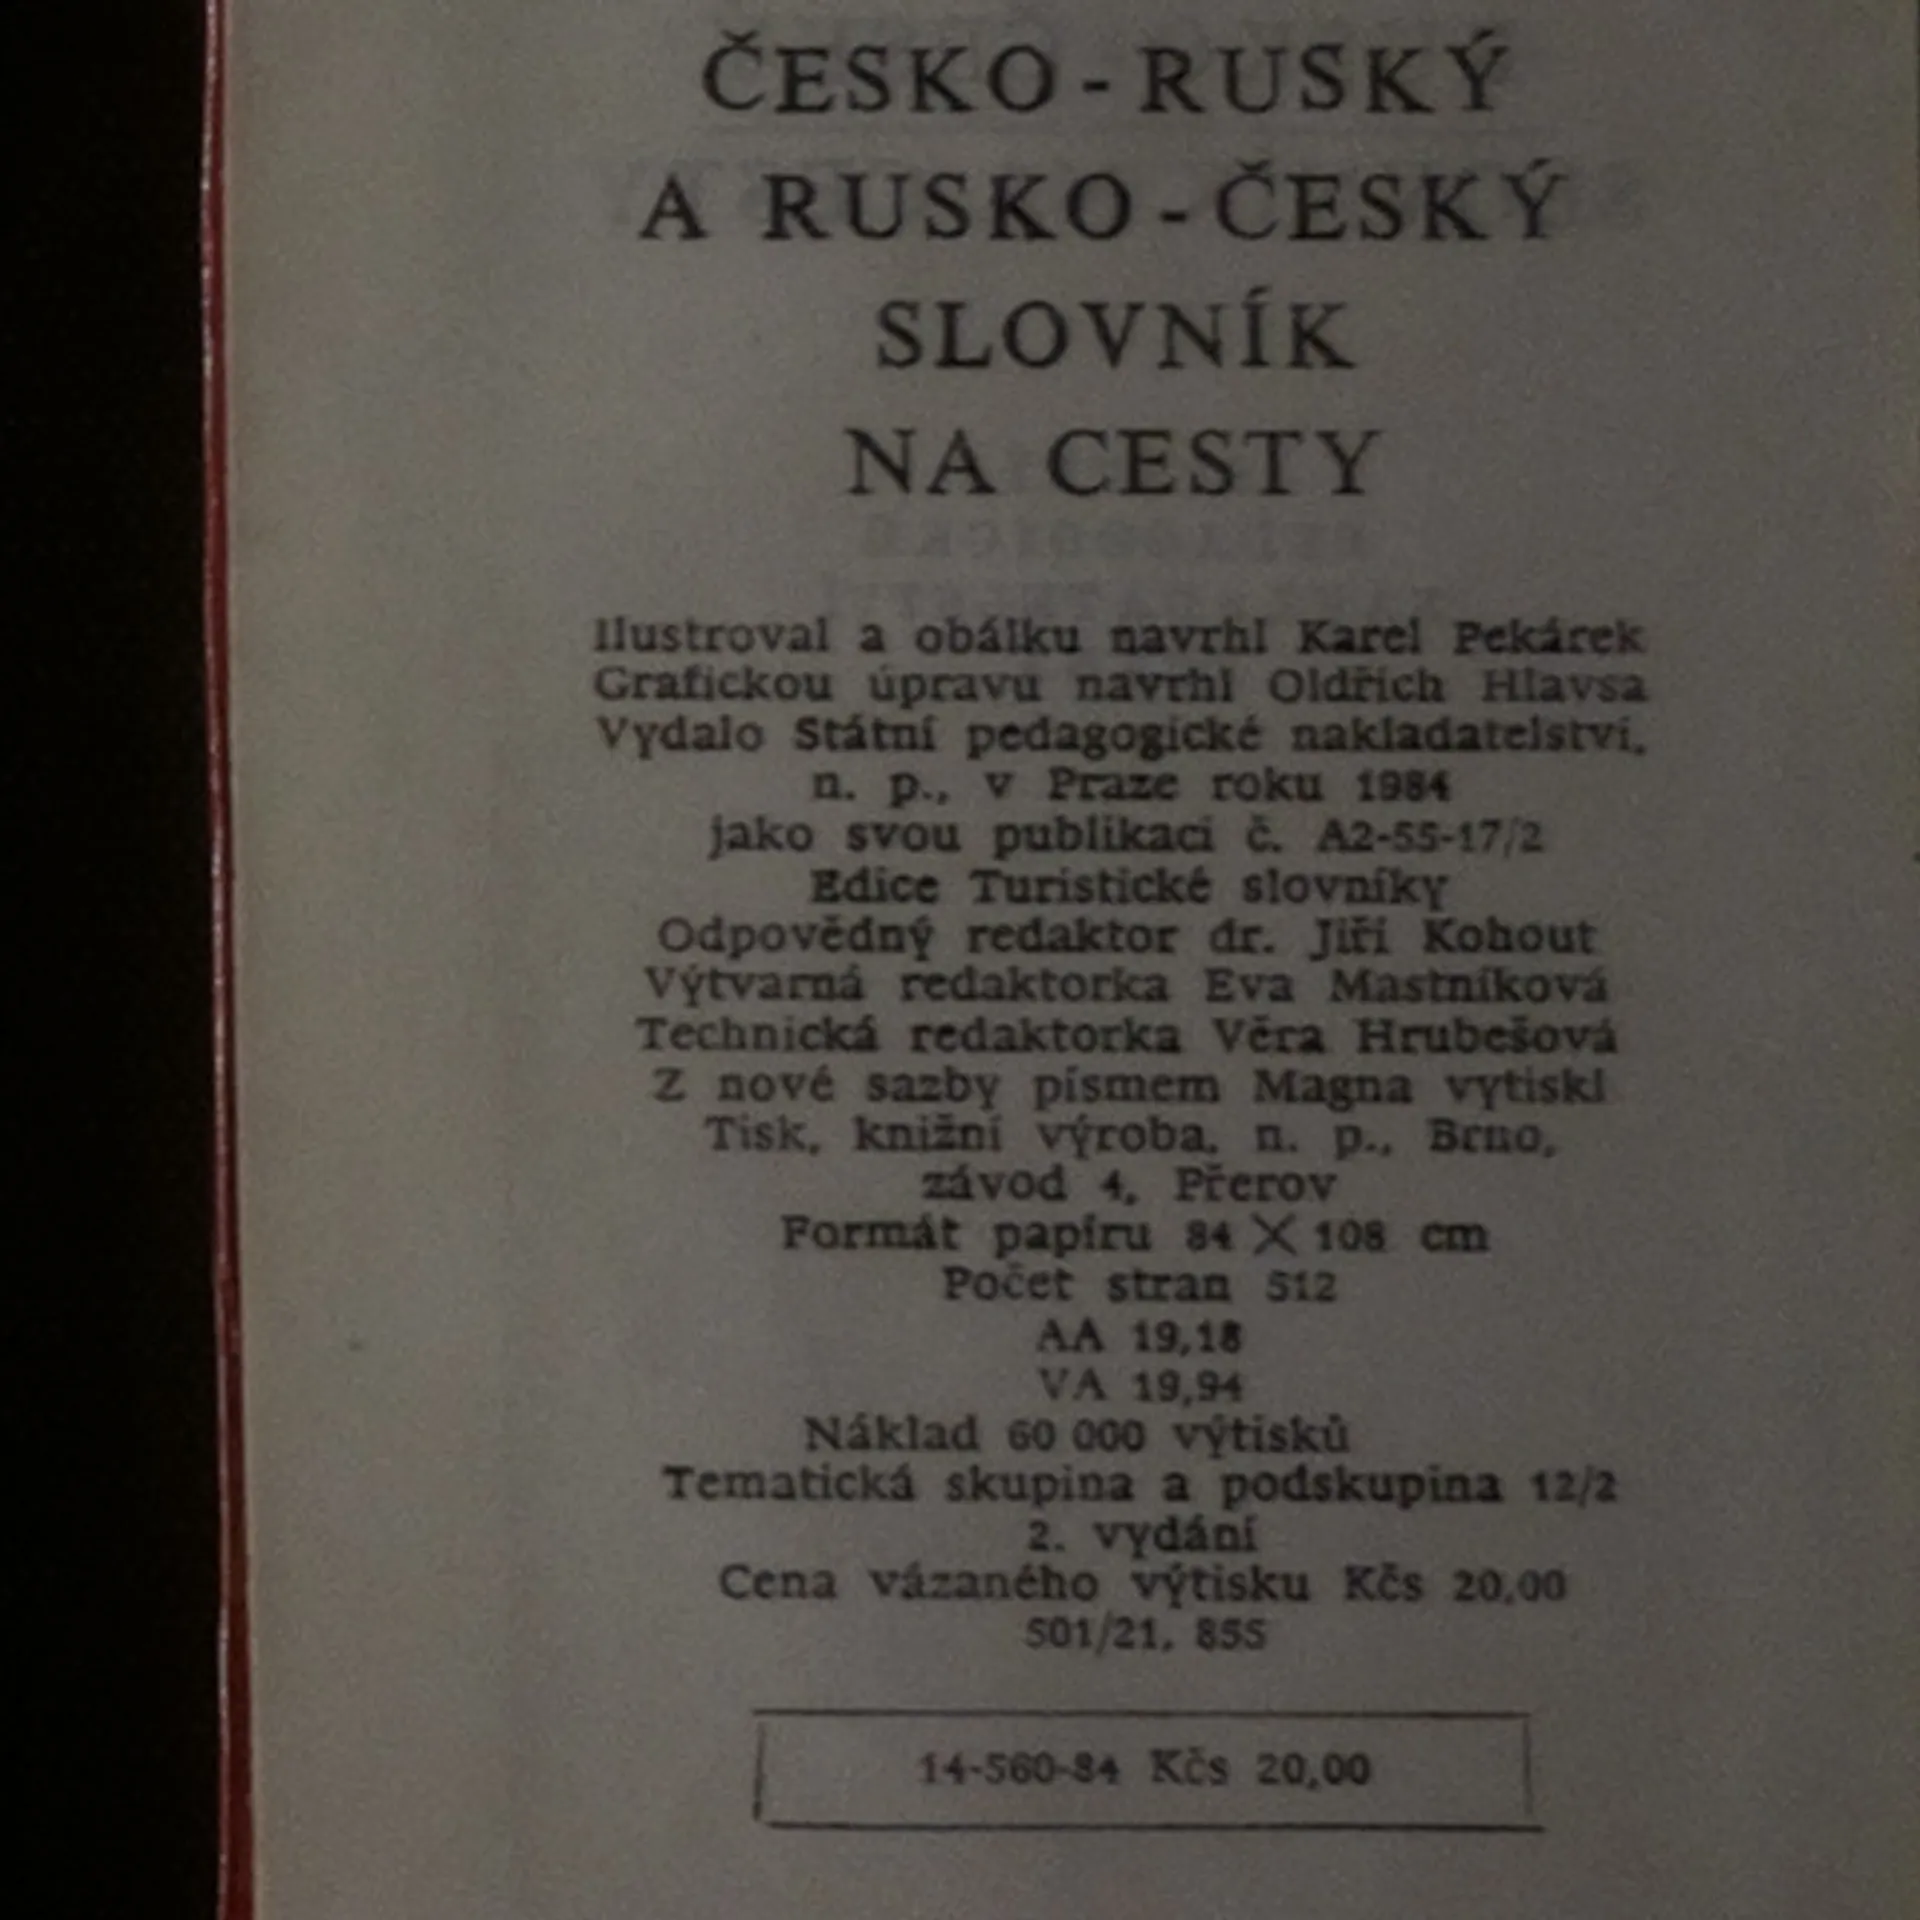 ČESKO-RUSKÝ
A RUSKO-ČESKÝ
SLOVNÍK
NA CESTY
Ilustroval a obálku navrhl Karel Pekárek
Grafickou úpravu navrhl Oldřich Hlavsa
Vydalo Státní pedagogické nakladatelství,
n. p., v Praze roku 1984
jako svou publikaci č. A2-55-17/2
Edice Turistické slovníky
Odpovědný redaktor dr. Jiří Kohout
Výtvarná redaktorka Eva Mastníková
Technická redaktorka Věra Hrubešová
Z nové sazby písmem Magna vytiskl
Tisk, knižní výroba, n. p., Brno,
závod 4, Přerov
Formát papíru 84 × 108 cm
Počet stran 512
AA 19,18
VA 19,94
Náklad 60 000 výtisků
Tematická skupina a podskupina 12/2
2. vydání
Cena vázaného výtisku Kčs 20,00
501/21, 855
14-560-84 Kčs 20,00